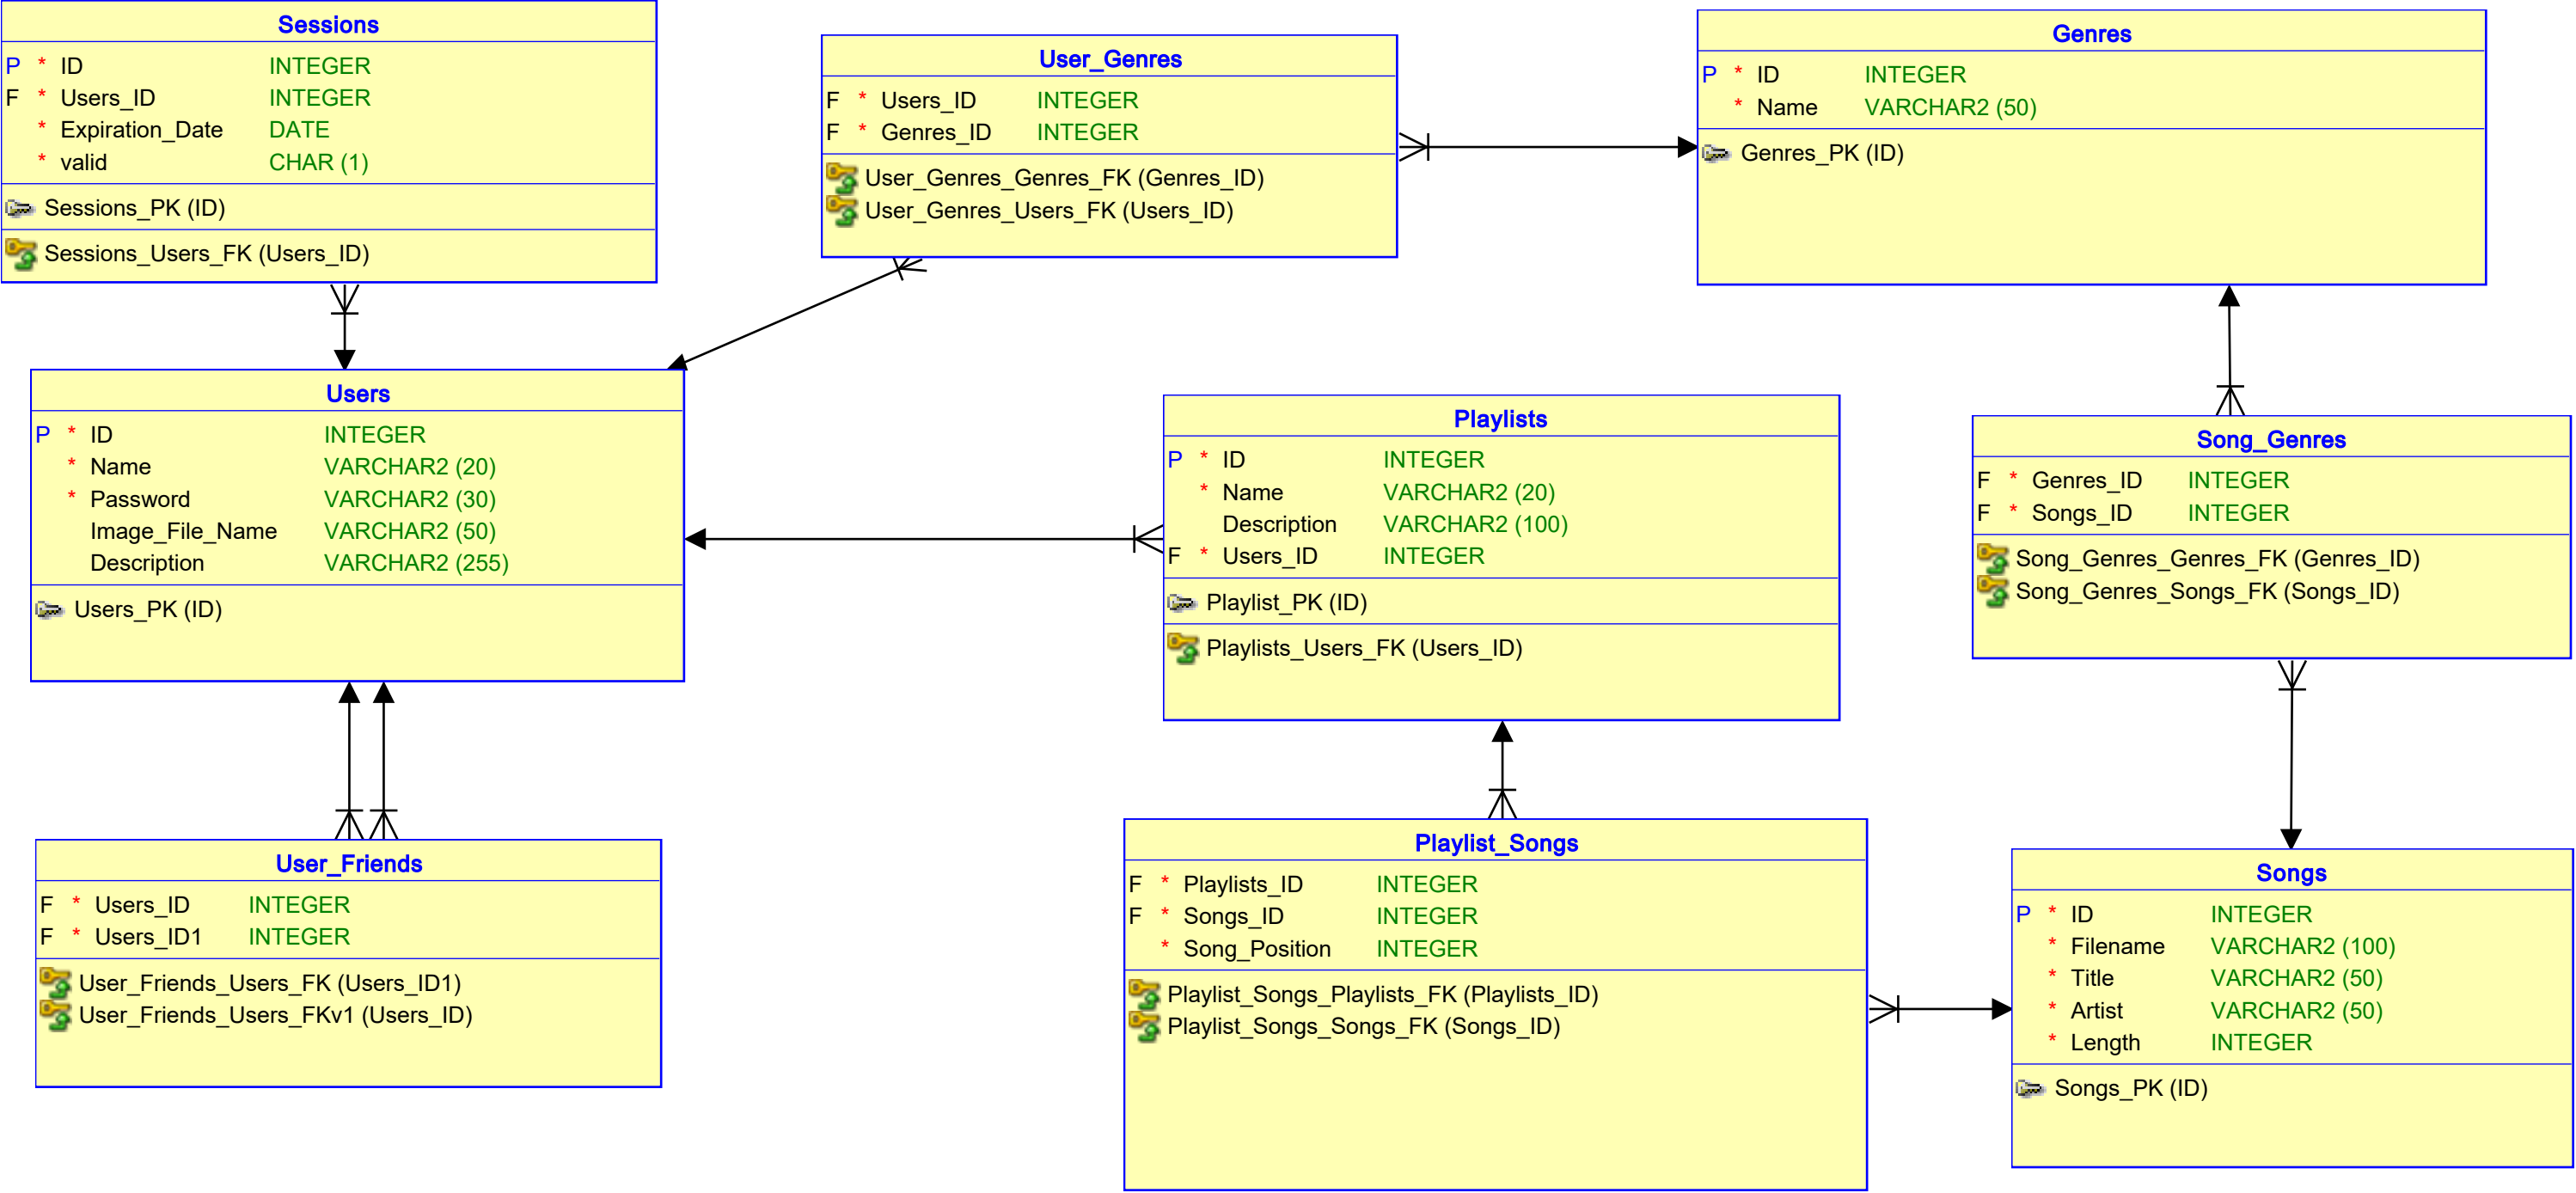 Sessions
P * ID INTEGER
F * Users_ID INTEGER
* Expiration_Date DATE
* valid CHAR (1)
Sessions_PK (ID)
Sessions_Users_FK (Users_ID)
User_Genres
F * Users_ID INTEGER
F * Genres_ID INTEGER
User_Genres_Genres_FK (Genres_ID)
User_Genres_Users_FK (Users_ID)
Genres
P * ID INTEGER
* Name VARCHAR2 (50)
Genres_PK (ID)
Users
P * ID INTEGER
* Name VARCHAR2 (20)
* Password VARCHAR2 (30)
Image_File_Name VARCHAR2 (50)
Description VARCHAR2 (255)
Users_PK (ID)
Playlists
P * ID INTEGER
* Name VARCHAR2 (20)
Description VARCHAR2 (100)
F * Users_ID INTEGER
Playlist_PK (ID)
Playlists_Users_FK (Users_ID)
Song_Genres
F * Genres_ID INTEGER
F * Songs_ID INTEGER
Song_Genres_Genres_FK (Genres_ID)
Song_Genres_Songs_FK (Songs_ID)
User_Friends
F * Users_ID INTEGER
F * Users_ID1 INTEGER
User_Friends_Users_FK (Users_ID1)
User_Friends_Users_FKv1 (Users_ID)
Playlist_Songs
F * Playlists_ID INTEGER
F * Songs_ID INTEGER
* Song_Position INTEGER
Playlist_Songs_Playlists_FK (Playlists_ID)
Playlist_Songs_Songs_FK (Songs_ID)
Songs
P * ID INTEGER
* Filename VARCHAR2 (100)
* Title VARCHAR2 (50)
* Artist VARCHAR2 (50)
* Length INTEGER
Songs_PK (ID)